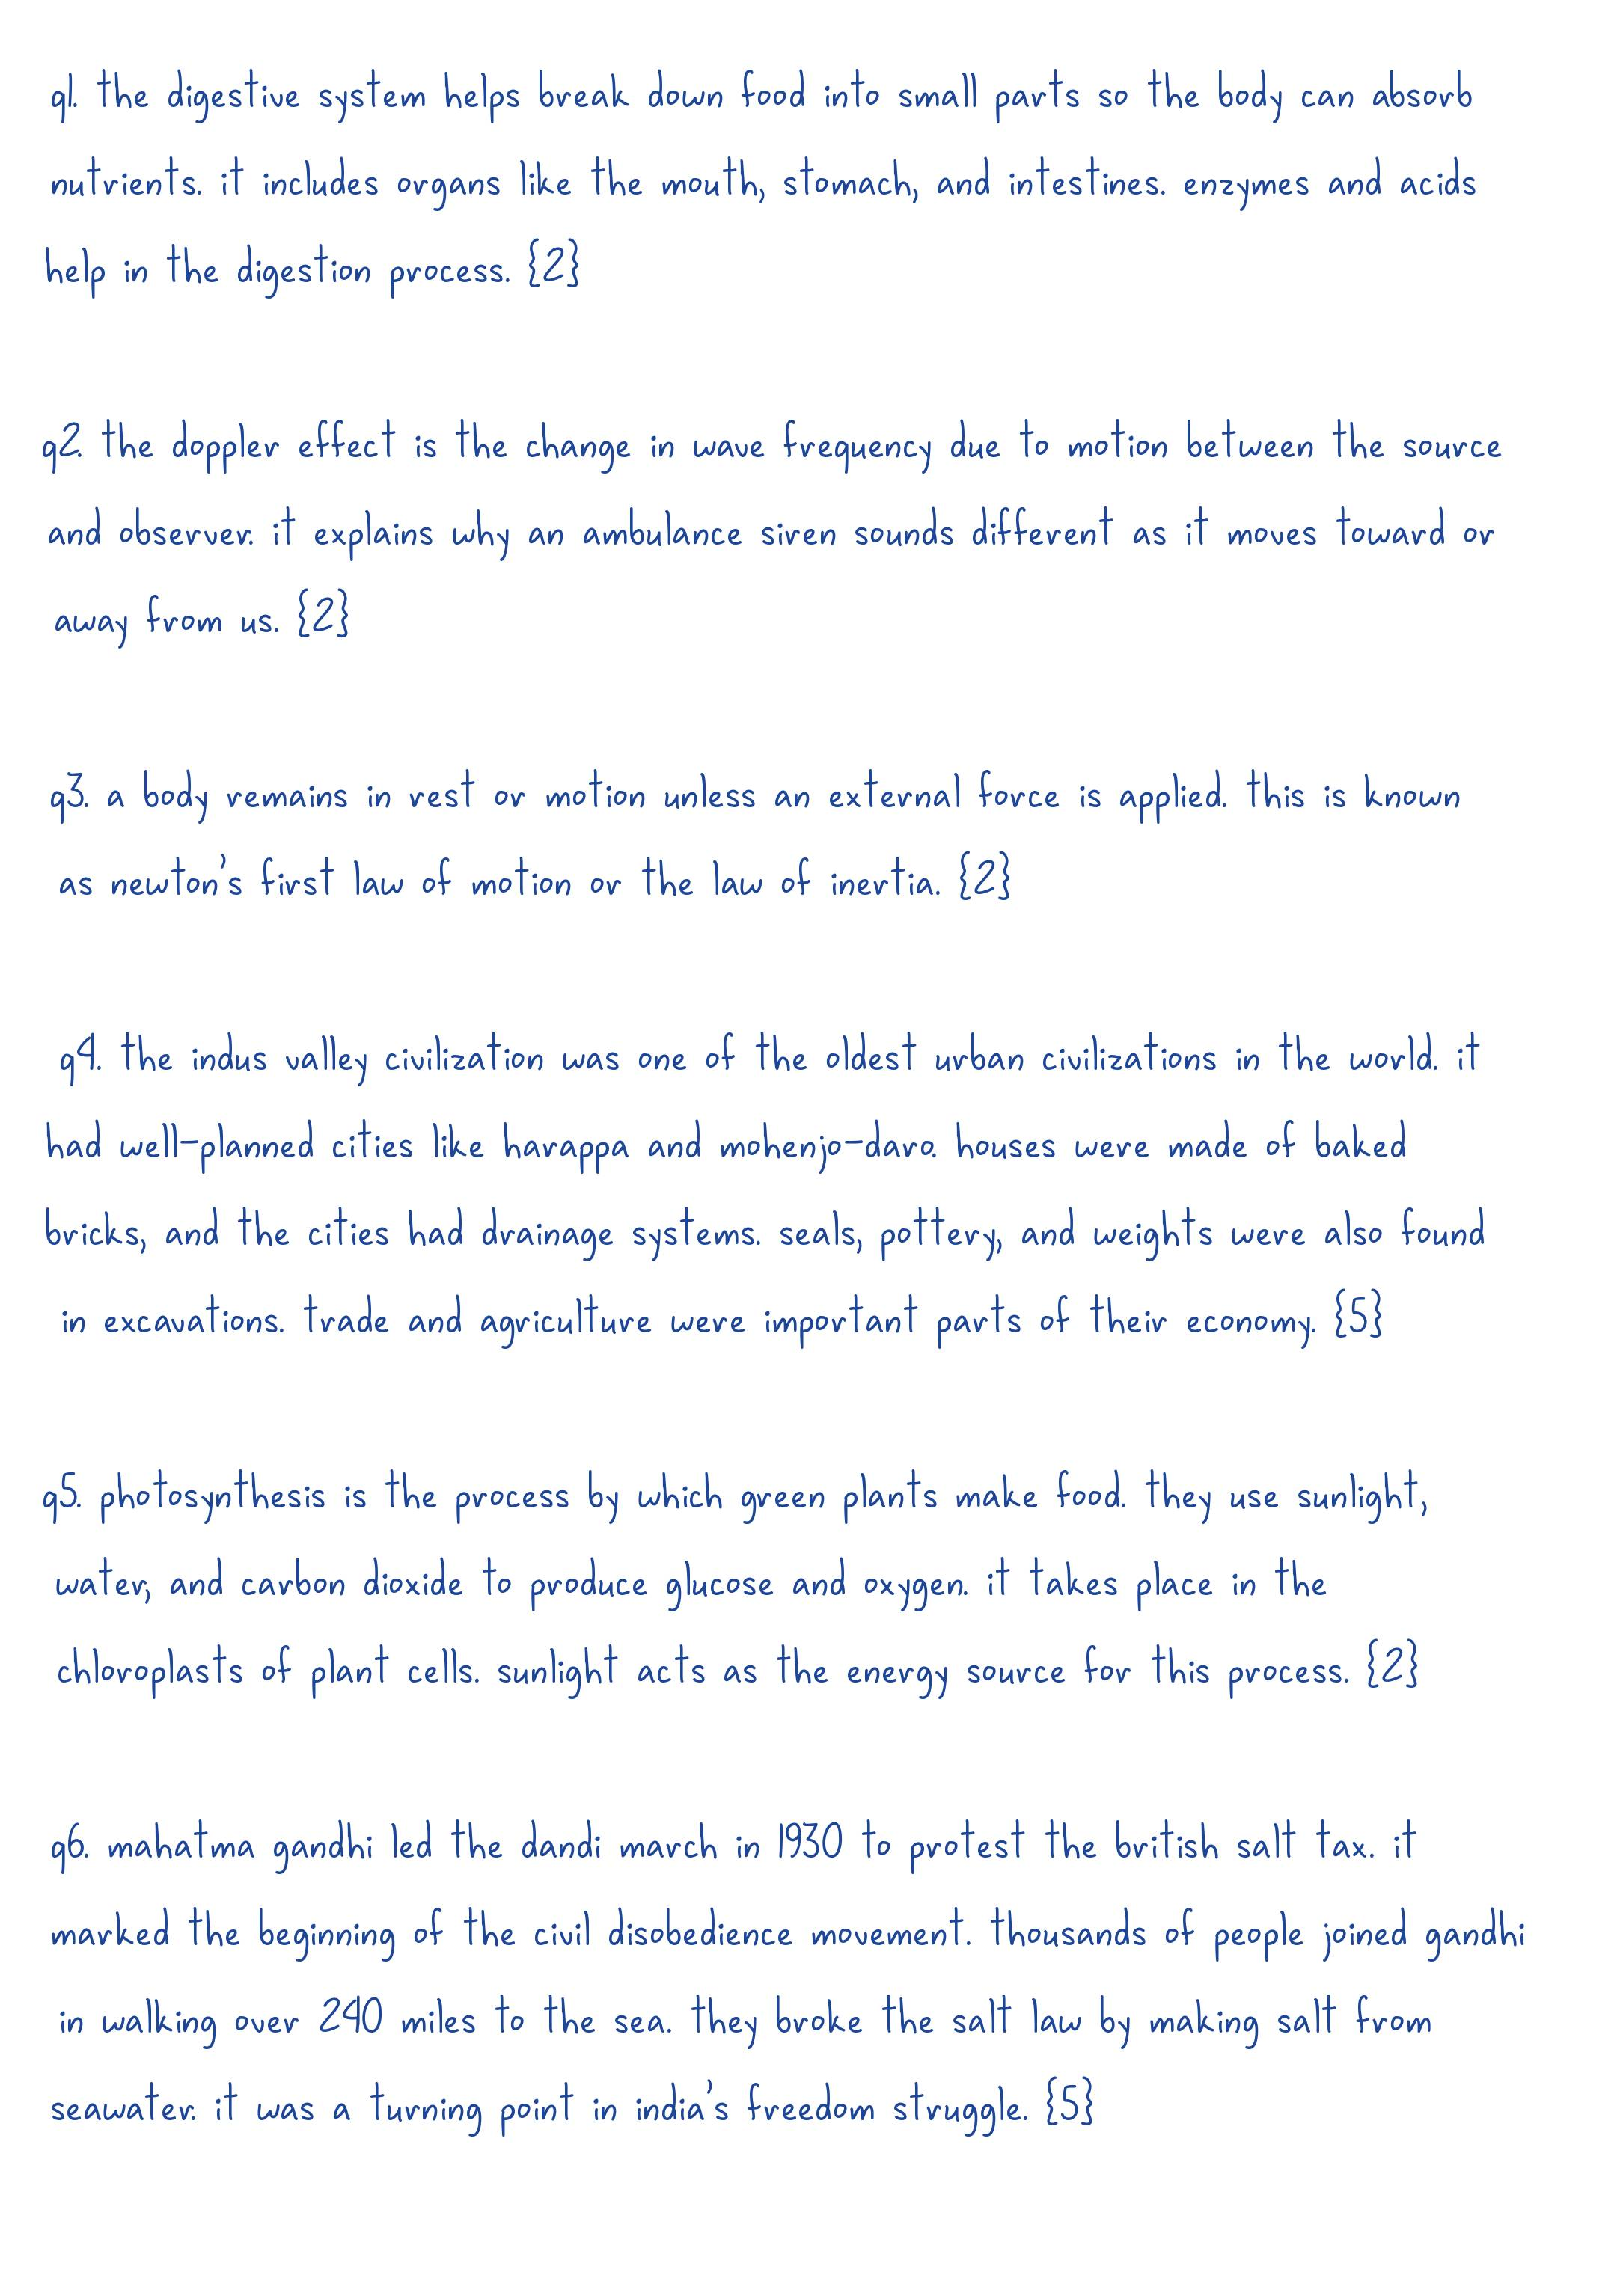 q1. the digestive system helps break down food into small parts so the body can absorb
nutrients. it includes organs like the mouth, stomach, and intestines. enzymes and acids
help in the digestion process. {2}
q2. the doppler effect is the change in wave frequency due to motion between the source
and observer. it explains why an ambulance siren sounds different as it moves toward or
away from us. {2}
q3. a body remains in rest or motion unless an external force is applied. this is known
as newton's first law of motion or the law of inertia. {2}
q4. the indus valley civilization was one of the oldest urban civilizations in the world. it
had well-planned cities like harappa and mohenjo-daro. houses were made of baked
bricks, and the cities had drainage systems. seals, pottery, and weights were also found
in excavations. trade and agriculture were important parts of their economy. {5}
q5. photosynthesis is the process by which green plants make food. they use sunlight,
water, and carbon dioxide to produce glucose and oxygen. it takes place in the
chloroplasts of plant cells. sunlight acts as the energy source for this process. {2}
q6. mahatma gandhi led the dandi march in 1930 to protest the british salt tax. it
marked the beginning of the civil disobedience movement. thousands of people joined gandhi
in walking over 240 miles to the sea. they broke the salt law by making salt from
seawater. it was a turning point in india's freedom struggle. {5}